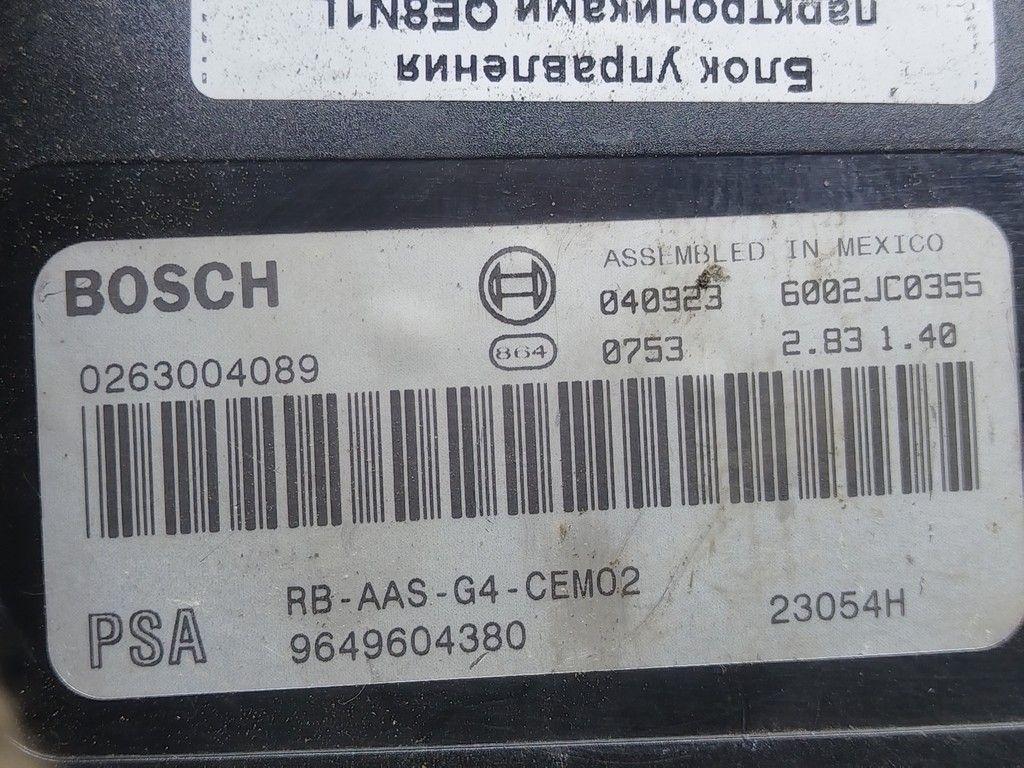 Блок управления
парктрониками QE8N1L
BOSCH
ASSEMBLED IN MEXICO
040923 6002JC0355
864
0753 2.83 1.40
0263004089
RB-AAS-G4-CEM02
PSA
9649604380
23054H